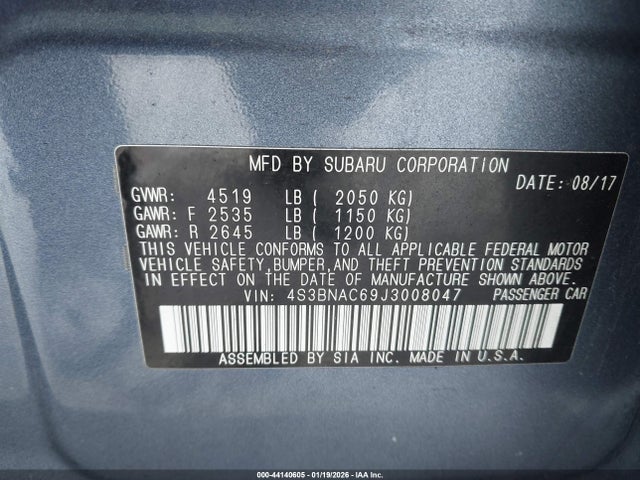 MFD BY SUBARU CORPORATION
DATE: 08/17
GVWR: 4519 LB ( 2050 KG)
GAWR: F 2535 LB ( 1150 KG)
GAWR: R 2645 LB ( 1200 KG)
THIS VEHICLE CONFORMS TO ALL APPLICABLE FEDERAL MOTOR
VEHICLE SAFETY,BUMPER,AND THEFT PREVENTION STANDARDS
IN EFFECT ON THE DATE OF MANUFACTURE SHOWN ABOVE.
VIN: 4S3BNAC69J3008047 PASSENGER CAR
ASSEMBLED BY SIA INC. MADE IN U.S.A.
000-44140605 - 01/19/2026 - IAA Inc.